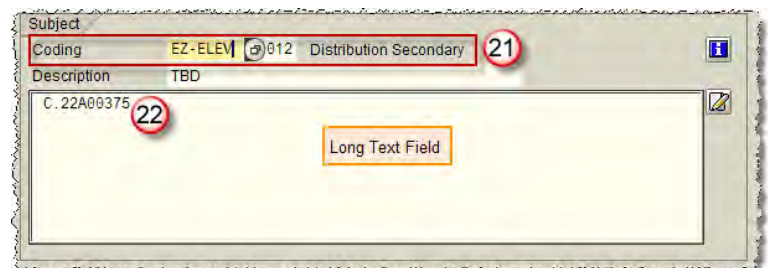 Subject
Coding EZ-ELEV 012 Distribution Secondary 21
Description TBD
C.22A00375 22
Long Text Field